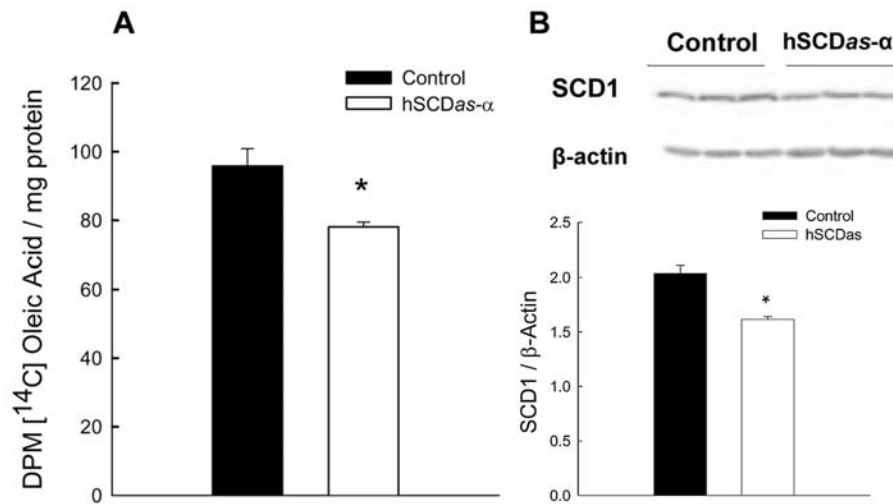 A
DPM [¹⁴C] Oleic Acid / mg protein
120
100
80
60
40
20
0
Control
hSCDas-α
*
B
Control hSCDas-α
SCD1
β-actin
SCD1 / β-Actin
2.5
2.0
1.5
1.0
0.5
0.0
Control
hSCDas
*